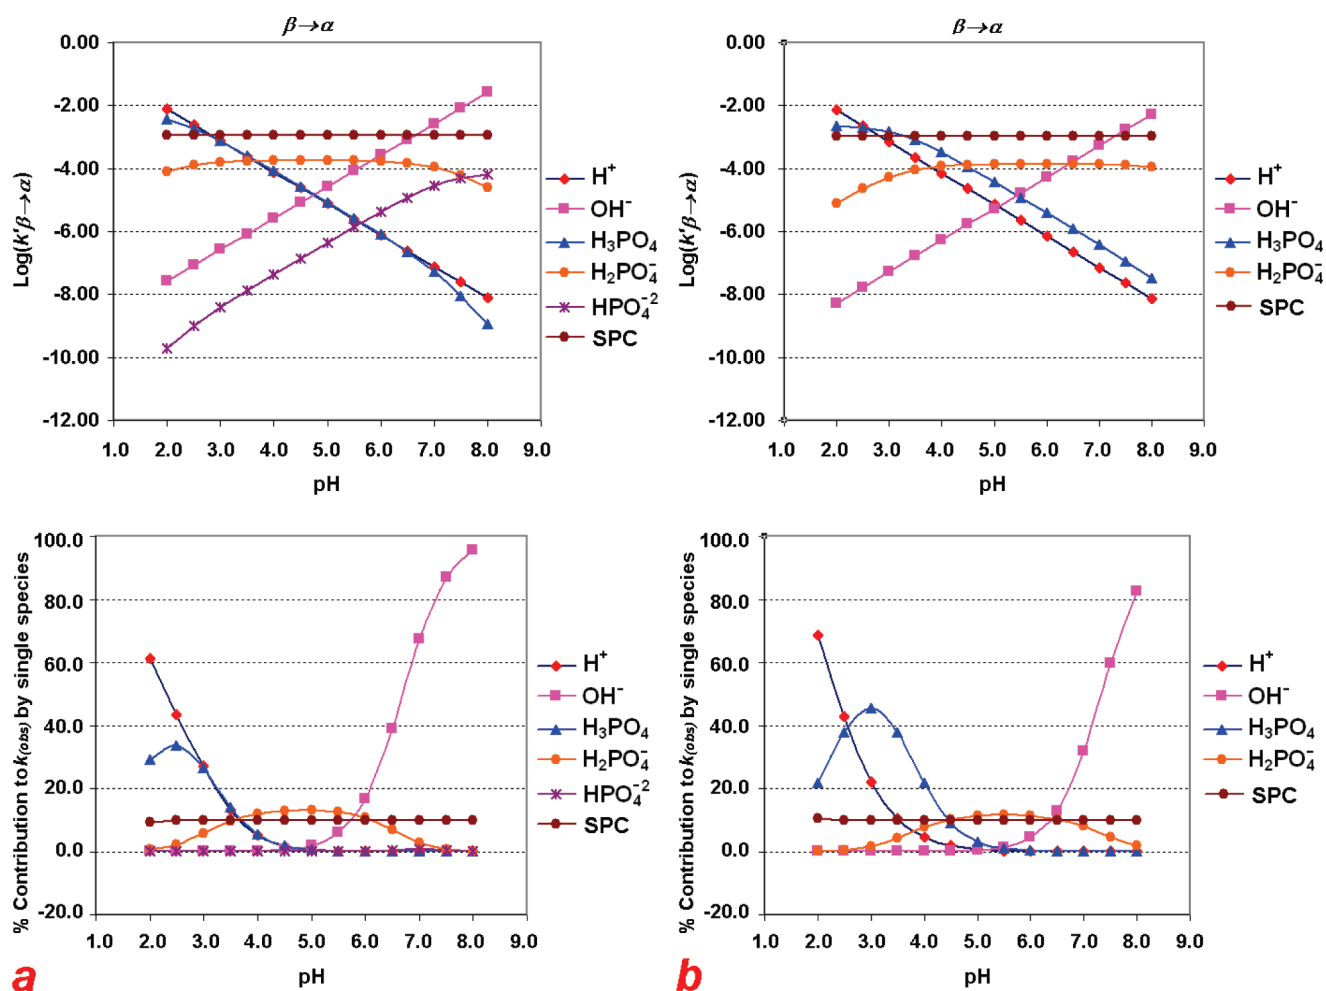 β→α
0.00
-2.00
-4.00
-6.00
-8.00
-10.00
-12.00
Log(k'β→α)
1.0 2.0 3.0 4.0 5.0 6.0 7.0 8.0 9.0
pH
H⁺
OH⁻
H₃PO₄
H₂PO₄⁻
HPO₄⁻²
SPC
β→α
0.00
-2.00
-4.00
-6.00
-8.00
-10.00
-12.00
Log(k'β→α)
1.0 2.0 3.0 4.0 5.0 6.0 7.0 8.0 9.0
pH
H⁺
OH⁻
H₃PO₄
H₂PO₄⁻
SPC
100.0
80.0
60.0
40.0
20.0
0.0
-20.0
% Contribution to k(obs) by single species
1.0 2.0 3.0 4.0 5.0 6.0 7.0 8.0 9.0
pH
H⁺
OH⁻
H₃PO₄
H₂PO₄⁻
HPO₄⁻²
SPC
a
100.0
80.0
60.0
40.0
20.0
0.0
-20.0
% Contribution to k(obs) by single species
1.0 2.0 3.0 4.0 5.0 6.0 7.0 8.0 9.0
pH
H⁺
OH⁻
H₃PO₄
H₂PO₄⁻
SPC
b